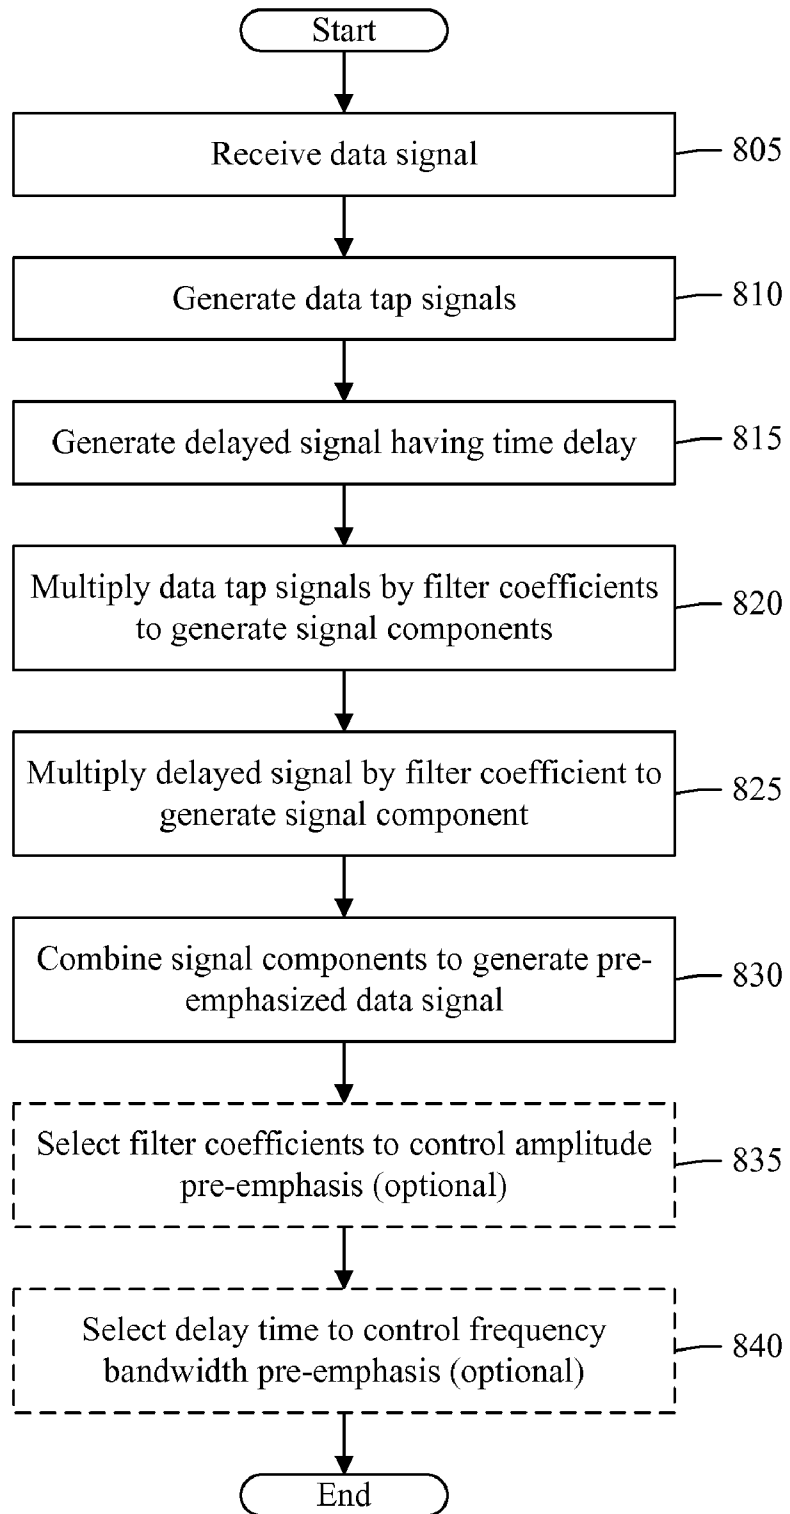 Start
Receive data signal
805
Generate data tap signals
810
Generate delayed signal having time delay
815
Multiply data tap signals by filter coefficients
to generate signal components
820
Multiply delayed signal by filter coefficient to
generate signal component
825
Combine signal components to generate pre-
emphasized data signal
830
Select filter coefficients to control amplitude
pre-emphasis (optional)
835
Select delay time to control frequency
bandwidth pre-emphasis (optional)
840
End